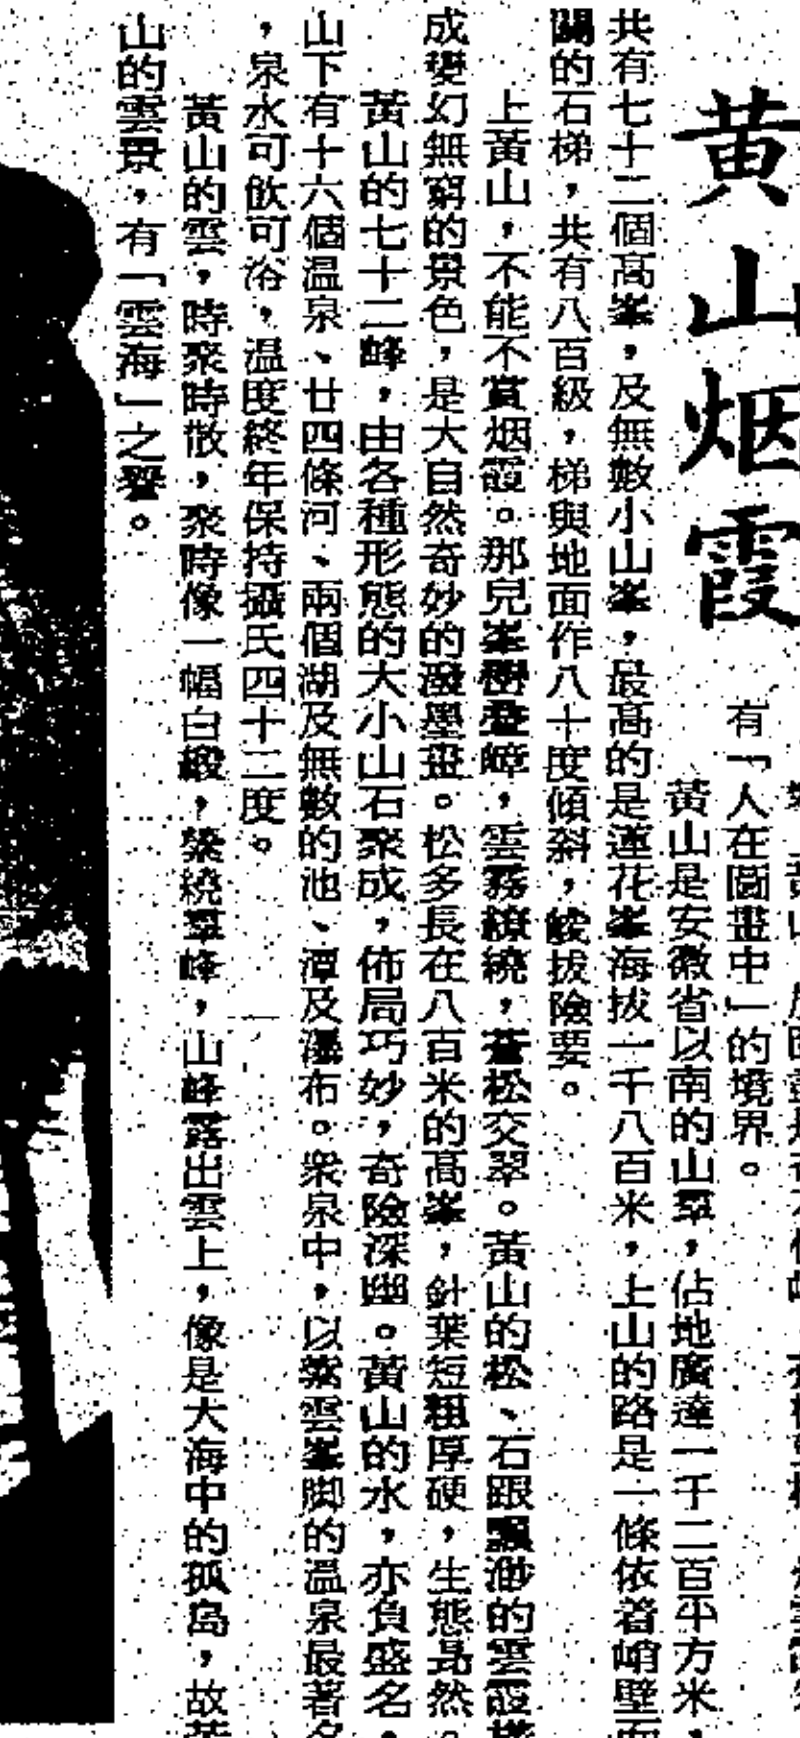 黃山烟霞
有「人在圖畫中」的境界。
黃山是安徽省以南的山羣，佔地廣達一千二百平方米，
共有七十二個高峯，及無數小山峯，最高的是蓮花峯海拔一千八百米，上山的路是一條依着峭壁而
闢的石梯，共有八百級，梯與地面作八十度傾斜，峻拔險要。
上黃山，不能不賞烟霞。那兒峯巒疊嶂，雲霧繚繞，蒼松交翠。黃山的松、石跟飄渺的雲霞構
成變幻無窮的景色，是大自然奇妙的潑墨畫。松多長在八百米的高峯，針葉短粗厚硬，生態昂然。
黃山的七十二峰，由各種形態的大小山石聚成，佈局巧妙，奇險深幽。黃山的水，亦負盛名，
山下有十六個温泉、廿四條河、兩個湖及無數的池、潭及瀑布。衆泉中，以紫雲峯脚的温泉最著名
，泉水可飲可浴，温度終年保持攝氏四十二度。
黃山的雲，時聚時散，聚時像一幅白緞，縈繞羣峰，山峰露出雲上，像是大海中的孤島，故黃
山的雲景，有「雲海」之譽。